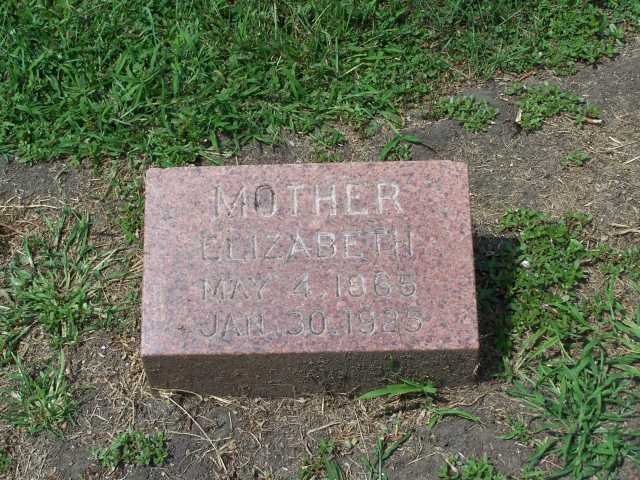 MOTHER
ELIZABETH
MAY 4, 1865
JAN. 30. 1925